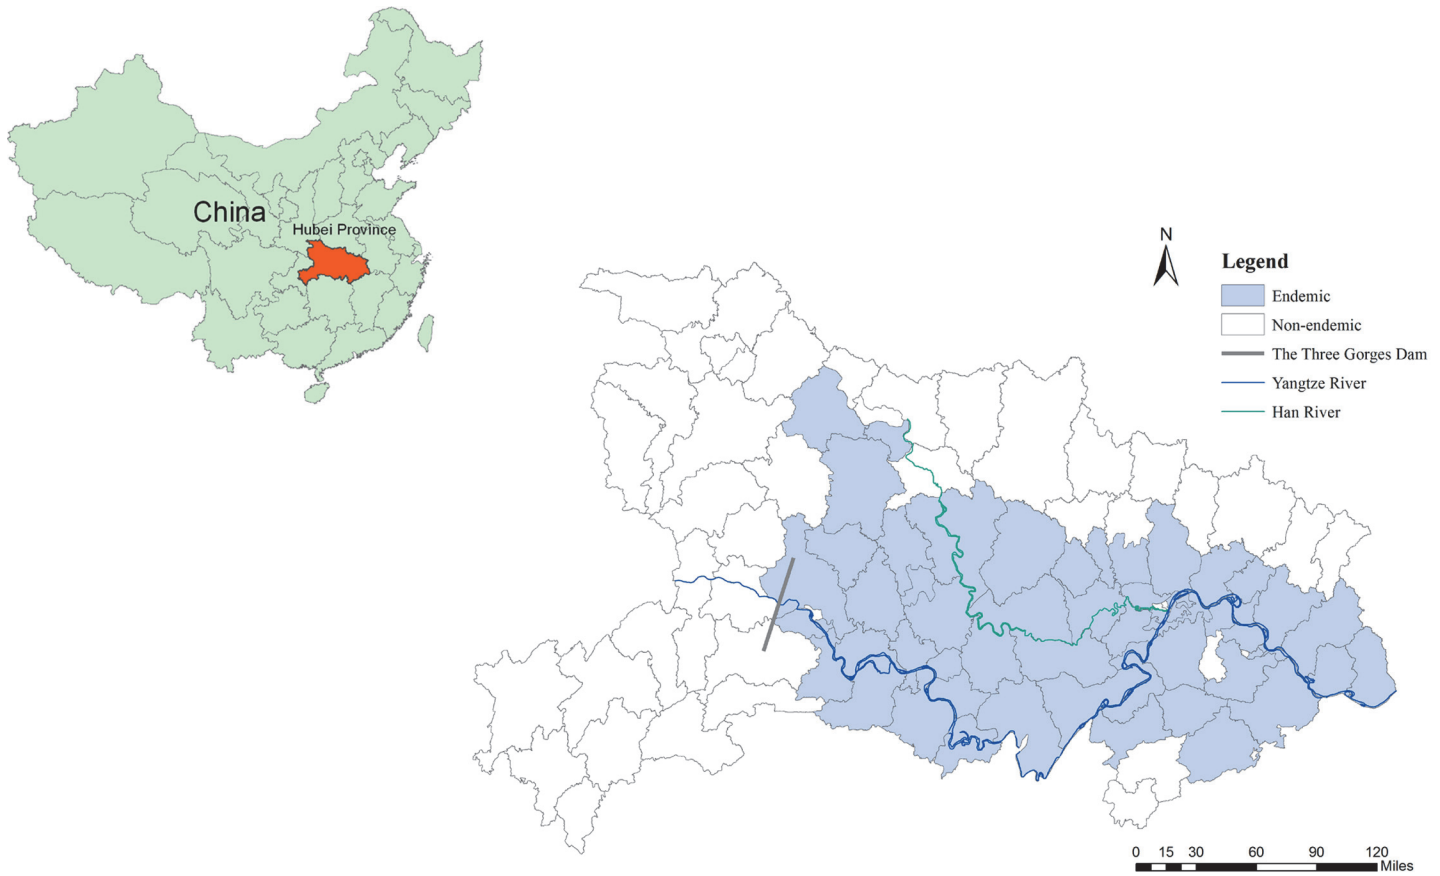 China
Hubei Province
N
Legend
Endemic
Non-endemic
The Three Gorges Dam
Yangtze River
Han River
0 15 30 60 90 120
Miles